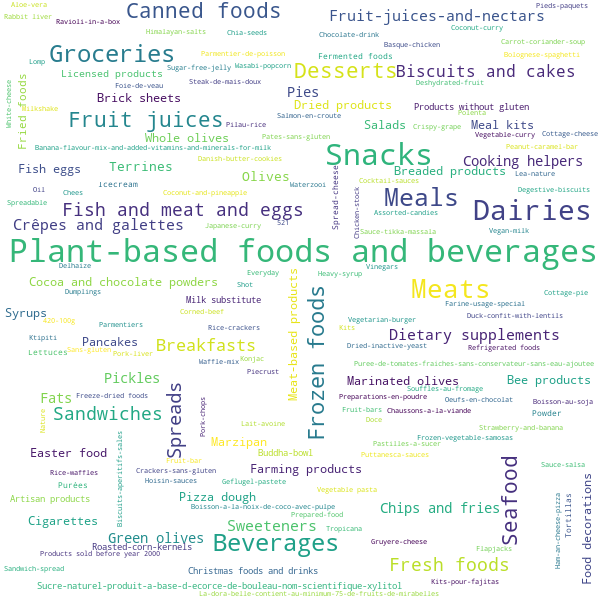 Aloe-vera
Canned foods
Fruit-juices-and-nectars
Pieds-paquets
Rabbit liver
Ravioli-in-a-box
Himalayan-salts
Chia-seeds
Chocolate-drink
Coconut-curry
Groceries
Parmentier-de-poisson
Basque-chicken
Carrot-coriander-soup
Lomp
Sugar-free-jelly
Wasabi-popcorn
Fermented foods
Bolognese-spaghetti
Licensed products
Desserts
Biscuits and cakes
Foie-de-veau
Steak-de-mais-doux
Deshydrated-fruit
White-cheese
Fried foods
Brick sheets
Pies
Milkshake
Dried products
Products without gluten
Fruit juices
Salmon-en-croute
Polenta
Pilau-rice
Salads
Crispy-grape
Meal kits
Whole olives
Pates-sans-gluten
Vegetable-curry
Cottage-cheese
Banana-flavour-mix-and-added-vitamins-and-minerals-for-milk
Snacks
Peanut-caramel-bar
Danish-butter-cookies
Cooking helpers
Fish eggs
Terrines
Olives
Spread-cheese
Breaded products
Lea-nature
Oil
Chees
Icecream
Waterzooi
Cocktail-sauces
Coconut-and-pineapple
Chicken-stock
Meals
Degestive-biscuits
Spreadable
Fish and meat and eggs
Assorted-candies
Dairies
Crêpes and galettes
Japanese-curry
521
Sauce-tikka-massala
Vegan-milk
Plant-based foods and beverages
Delhaize
Everyday
Heavy-syrup
Vinegars
Cocoa and chocolate powders
Shot
Meat-based products
Meats
Cottage-pie
Dumplings
Milk substitute
Frozen foods
Farine-usage-special
Syrups
Corned-beef
Duck-confit-with-lentils
420-100g
Parmentiers
Rice-crackers
Vegetarian-burger
Kits
Dietary supplements
Ktipiti
Pancakes
Breakfasts
Dried-inactive-yeast
Refrigerated foods
Lettuces
Sans-gluten
Pork-liver
Waffle-mix
Konjac
Puree-de-tomates-fraiches-sans-conservateur-sans-eau-ajoutee
Pickles
Piecrust
Marinated olives
Bee products
Spreads
Souffles-au-fromage
Fats
Freeze-dried foods
Pork-chops
Preparations-en-poudre
Oeufs-en-chocolat
Boisson-au-soja
Nature
Sandwiches
Fruit-bars
Chaussons-a-la-viande
Powder
Last-avoine
Doce
Strawberry-and-banana
Biscuits-aperitifs-sales
Marzipan
Pastilles-a-sucer
Frozen-vegetable-samosas
Easter food
Buddha-bowl
Puttanesca-sauces
Fruit-bar
Seafood
Sauce-salsa
Rice-waffles
Crackers-sans-gluten
Farming products
Purées
Hoisin-sauces
Geflugel-pastete
Vegetable pasta
Ham-an-cheese-pizza
Food decorations
Artisan products
Pizza dough
Tortillas
Boisson-a-la-noix-de-coco-avec-pulpe
Chips and fries
Cigarettes
Prepared-food
Sweeteners
Tropicana
Green olives
Beverages
Gruyere-cheese
Roasted-corn-kernels
Flapjacks
Products sold before year 2000
Fresh foods
Sandwich-spread
Christmas foods and drinks
Kits-pour-fajitas
Sucre-naturel-produit-a-base-d-ecorce-de-bouleau-nom-scientifique-xylitol
La-dora-belle-contient-au-minimum-75-de-fruits-de-mirabelles